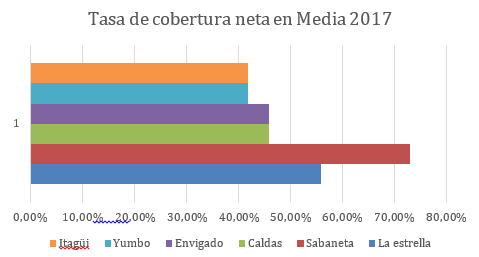 Tasa de cobertura neta en Media 2017
1
0,00% 10,00% 20,00% 30,00% 40,00% 50,00% 60,00% 70,00% 80,00%
Itagüi Yumbo Envigado Caldas Sabaneta La estrella